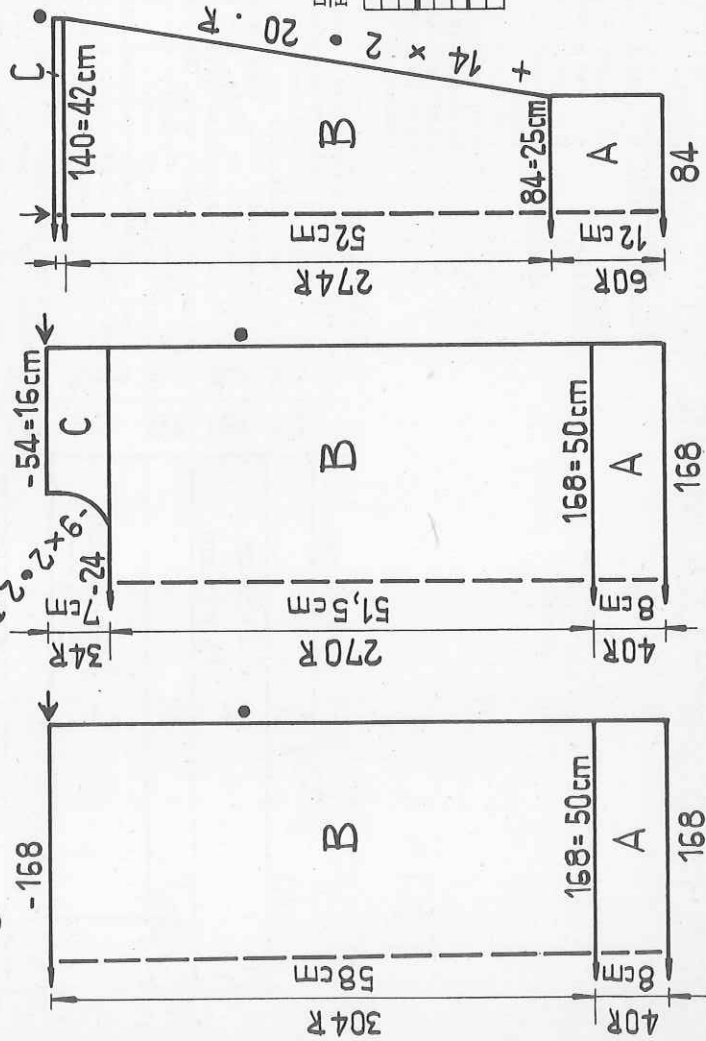 -168
58cm
304R
B
168=50cm
8cm
40R
A
168
-54=16cm
7cm
34R
-24
C
51,5cm
270R
B
168=50cm
8cm
40R
A
168
C
140=42cm
52cm
274R
B
+ 14 x 2 • 20 . R
84=25cm
12cm
60R
A
84